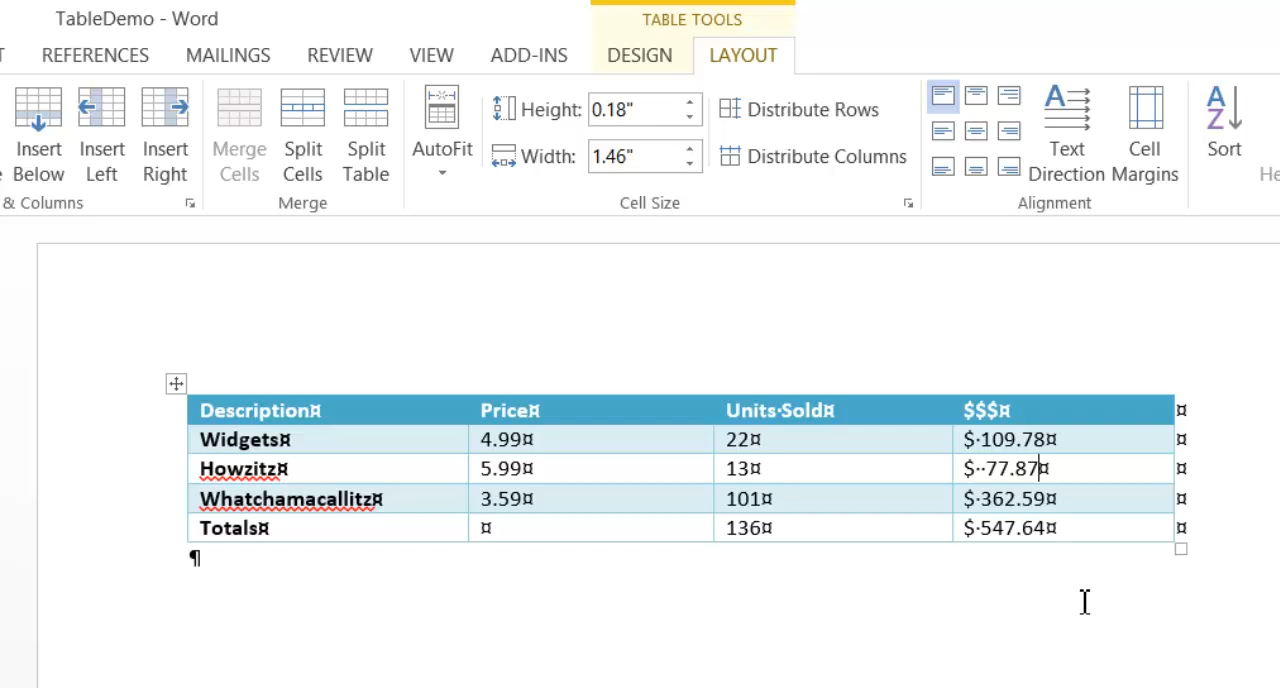 TableDemo - Word
TABLE TOOLS
REFERENCES MAILINGS REVIEW VIEW ADD-INS DESIGN LAYOUT
Insert Below
Insert Left
Insert Right
Merge Cells
Split Cells
Split Table
AutoFit
Height: 0.18"
Width: 1.46"
Distribute Rows
Distribute Columns
Text Direction
Cell Margins
Sort
& Columns
Merge
Cell Size
Alignment
Description¤ Price¤ Units·Sold¤ $$$¤ ¤
Widgets¤ 4.99¤ 22¤ $·109.78¤ ¤
Howzitz¤ 5.99¤ 13¤ $··77.87¤ ¤
Whatchamacallitz¤ 3.59¤ 101¤ $·362.59¤ ¤
Totals¤ ¤ 136¤ $·547.64¤ ¤
¶